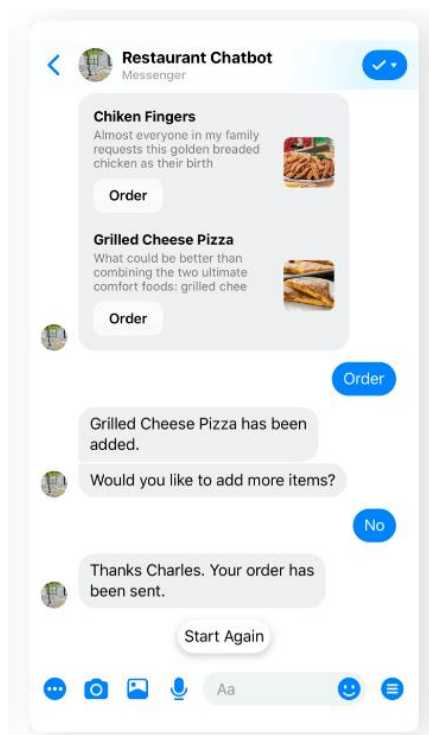 Restaurant Chatbot
Messenger
Chiken Fingers
Almost everyone in my family
requests this golden breaded
chicken as their birth
Order
Grilled Cheese Pizza
What could be better than
combining the two ultimate
comfort foods: grilled chee
Order
Order
Grilled Cheese Pizza has been
added.
Would you like to add more items?
No
Thanks Charles. Your order has
been sent.
Start Again
Aa